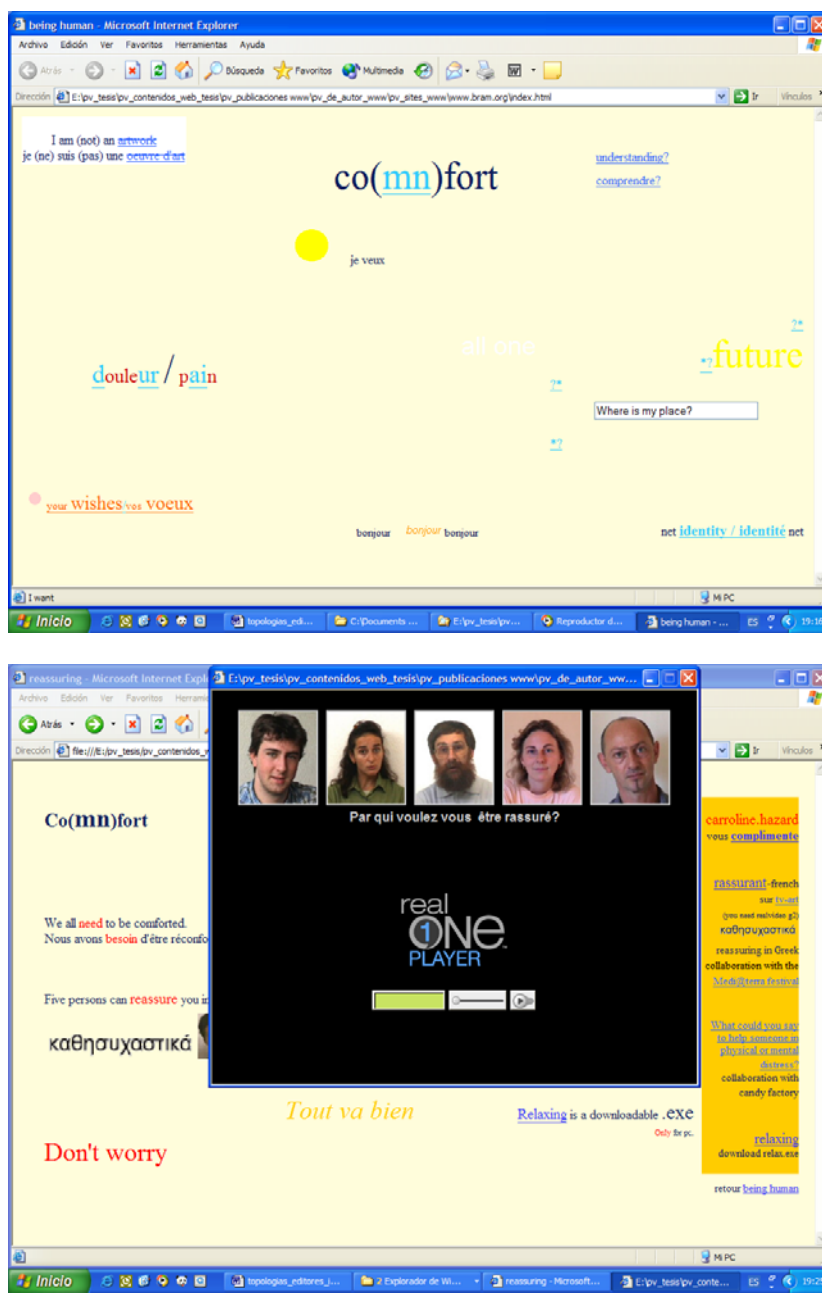 being human - Microsoft Internet Explorer
Archivo Edición Ver Favoritos Herramientas Ayuda
Atrás Búsqueda Favoritos Multimedia
Dirección E:\pv_tesis\pv_contenidos_web_tesis\pv_publicaciones www\pv_de_autor_www\pv_sites_www\www.bram.org\index.html Ir Vínculos
I am (not) an artwork
je (ne) suis (pas) une oeuvre d'art
co(mn)fort
understanding?
comprendre?
je veux
all one
?*
*?future
douleur / pain
?*
Where is my place?
*?
your wishes/vos voeux
bonjour bonjour bonjour
net identity / identité net
I want Mi PC
Inicio topologias_edi... C:\Documents ... E:\pv_tesis\pv... Reproductor d... being human - ... ES 19:16
reassuring - Microsoft Internet Expl
E:\pv_tesis\pv_contenidos_web_tesis\pv_publicaciones www\pv_de_autor_ww...
Archivo Edición Ver Favoritos Herrami
Atrás
Dirección file:///E:/pv_tesis/pv_contenidos_w Ir Vínculos
Par qui voulez vous être rassuré?
real
ONE
PLAYER
Co(mn)fort
We all need to be comforted.
Nous avons besoin d'être réconfo
Five persons can reassure you in
καθησυχαστικά
Tout va bien
Relaxing is a downloadable .exe
Only for pc.
Don't worry
carroline.hazard
vous complimente
rassurant-french
sur tv-art
(you need realvideo g2)
καθησυχαστικά
reassuring in Greek
collaboration with the
Medi@terra festival
What could you say
to help someone in
physical or mental
distress?
collaboration with
candy factory
relaxing
download relax.exe
retour being human
Mi PC
Inicio topologias_editores_i... 2 Explorador de Wi... reassuring - Microsoft... E:\pv_tesis\pv_conte... ES 19:25